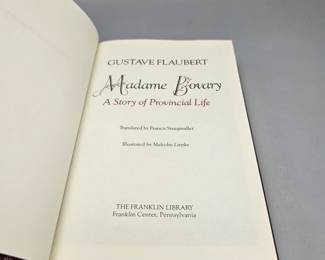 GUSTAVE FLAUBERT
Madame Bovary
A Story of Provincial Life
Translated by Francis Steegmuller
Illustrated by Malcolm Liepke
THE FRANKLIN LIBRARY
Franklin Center, Pennsylvania